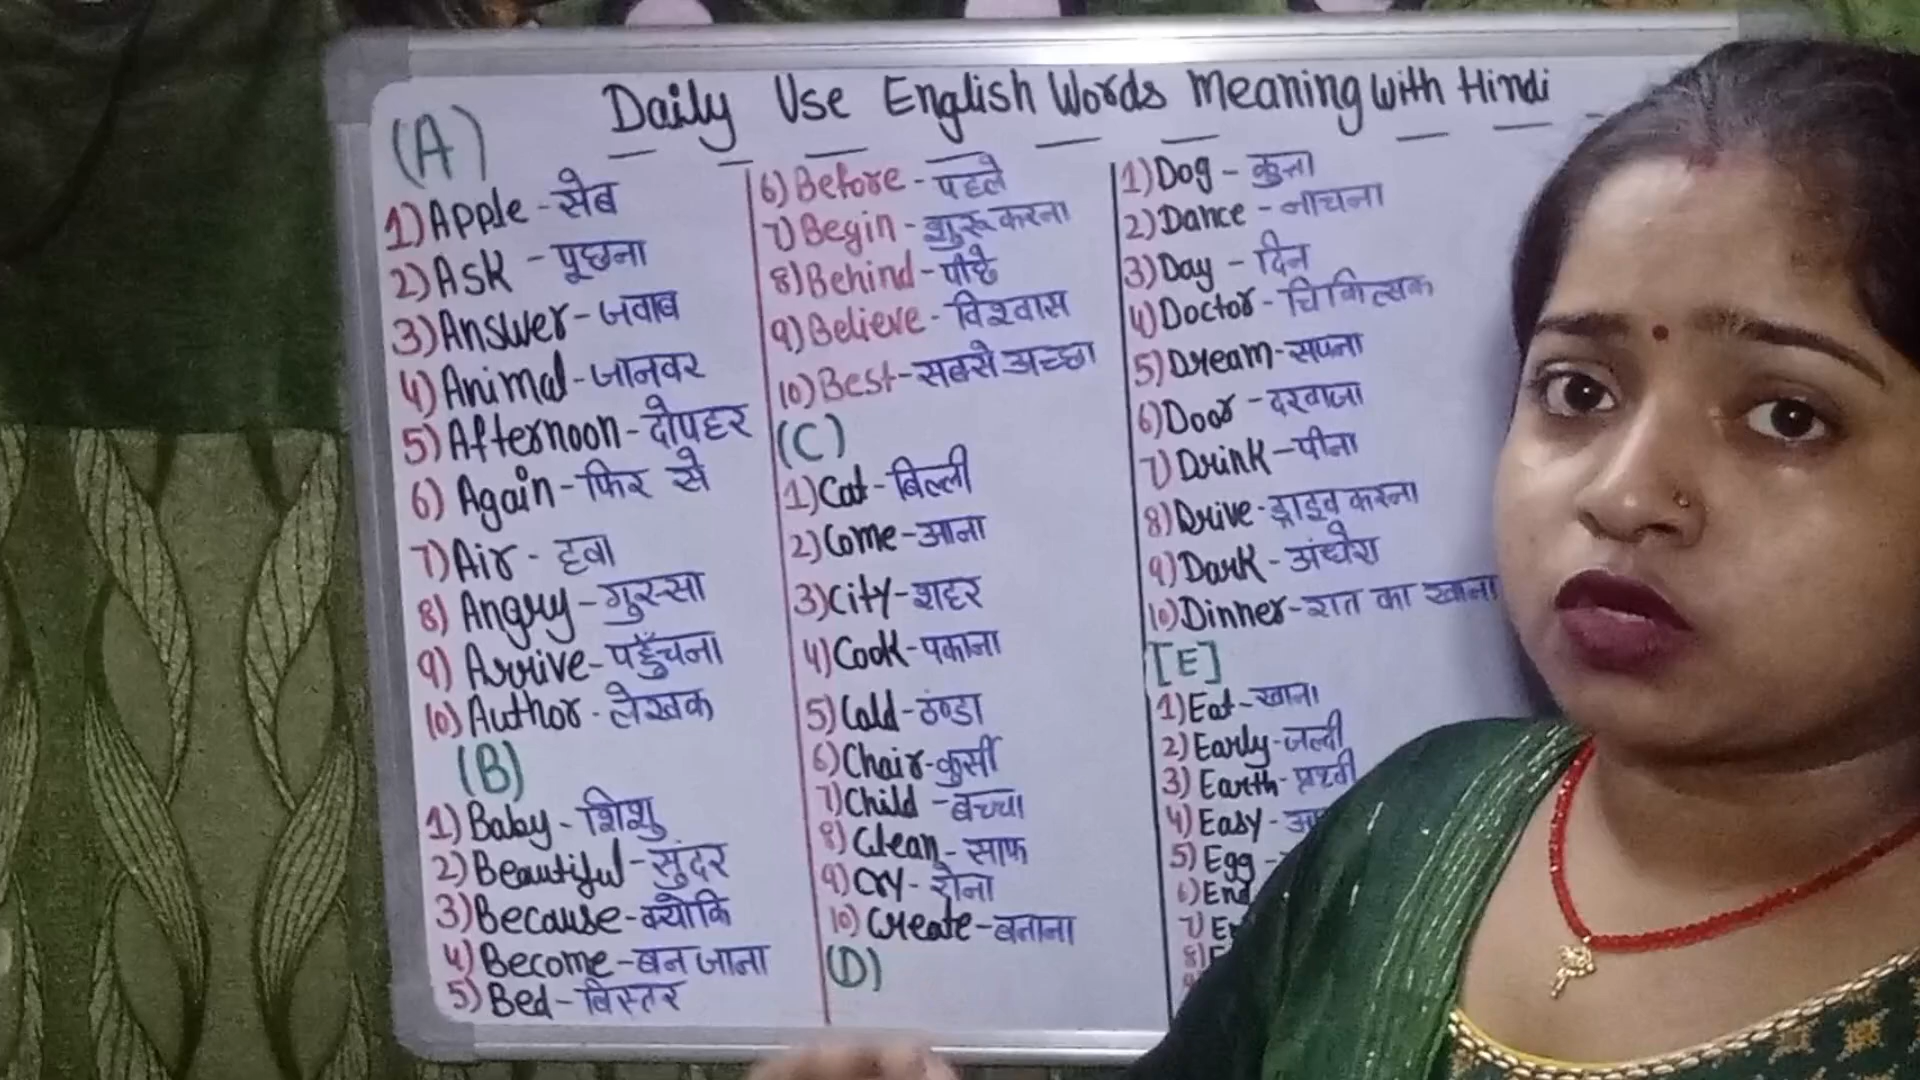 Daily Use English Words Meaning with Hindi
(A)
1) Apple - सेब
2) Ask - पूछना
3) Answer - जवाब
4) Animal - जानवर
5) Afternoon - दोपहर
6) Again - फिर से
7) Air - हवा
8) Angry - गुस्सा
9) Arrive - पहुँचना
10) Author - लेखक
(B)
1) Baby - शिशु
2) Beautiful - सुंदर
3) Because - क्योकि
4) Become - बन जाना
5) Bed - बिस्तर
6) Before - पहले
7) Begin - शुरू करना
8) Behind - पीछे
9) Believe - विश्वास
10) Best - सबसे अच्छा
(C)
1) Cat - बिल्ली
2) Come - आना
3) City - शहर
4) Cook - पकाना
5) Cold - ठण्डा
6) Chair - कुर्सी
7) Child - बच्चा
8) Clean - साफ
9) Cry - रोना
10) Create - बनाना
(D)
1) Dog - कुत्ता
2) Dance - नाचना
3) Day - दिन
4) Doctor - चिकित्सक
5) Dream - सपना
6) Door - दरवाजा
7) Drink - पीना
8) Drive - ड्राइव करना
9) Dark - अंधेरा
10) Dinner - रात का खाना
[E]
1) Eat - खाना
2) Early - जल्दी
3) Earth - पृथ्वी
4) Easy -
5) Egg -
6) End
7)
8)